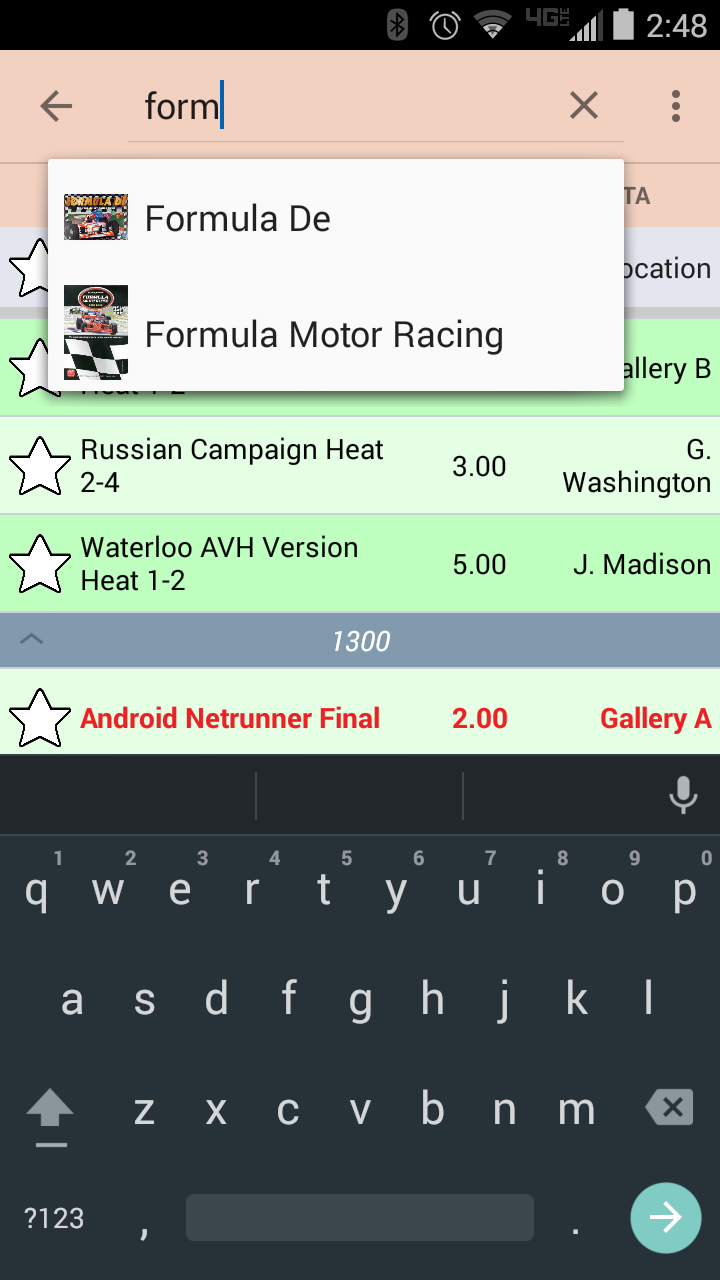 4G LTE 2:48
form
TA
Formula De
ocation
Formula Motor Racing
allery B
Heat 1-2
Russian Campaign Heat 2-4 3.00 G. Washington
Waterloo AVH Version Heat 1-2 5.00 J. Madison
1300
Android Netrunner Final 2.00 Gallery A
1 2 3 4 5 6 7 8 9 0
q w e r t y u i o p
a s d f g h j k l
z x c v b n m
?123 , .